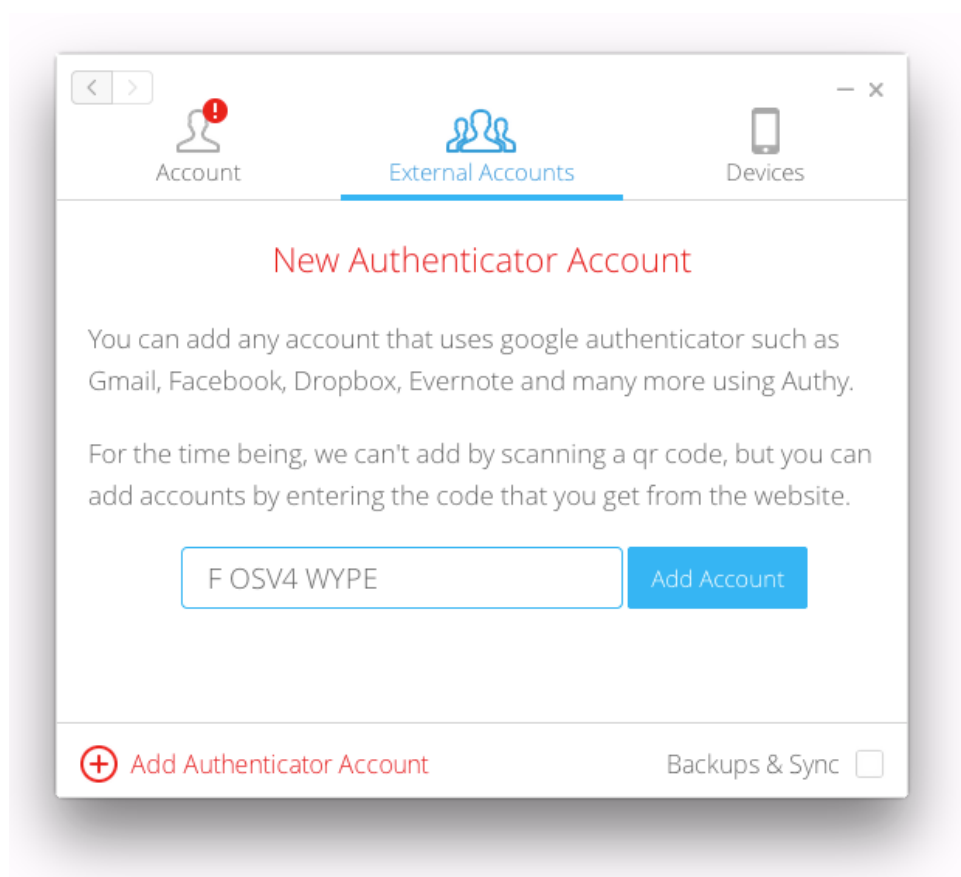 Account
External Accounts
Devices
New Authenticator Account
You can add any account that uses google authenticator such as
Gmail, Facebook, Dropbox, Evernote and many more using Authy.
For the time being, we can't add by scanning a qr code, but you can
add accounts by entering the code that you get from the website.
F OSV4 WYPE
Add Account
Add Authenticator Account
Backups & Sync